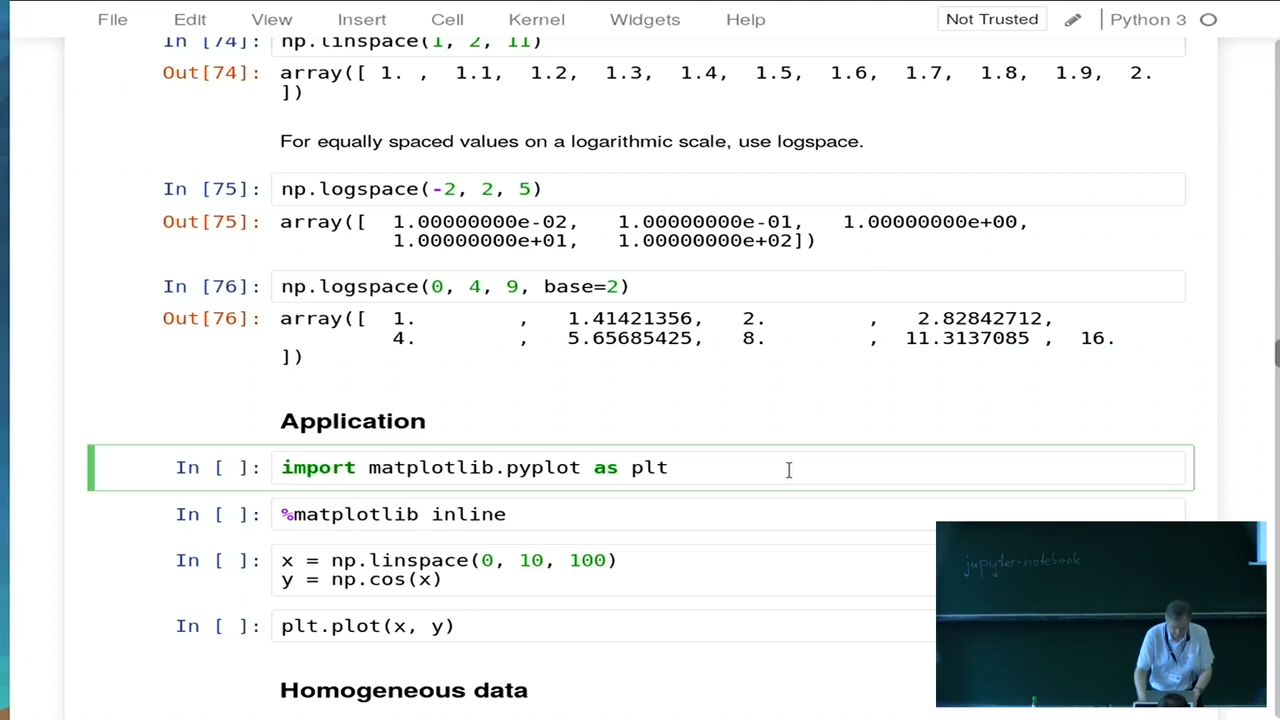 File Edit View Insert Cell Kernel Widgets Help Not Trusted Python 3
In [74]: np.linspace(1, 2, 11)
Out[74]: array([ 1. , 1.1, 1.2, 1.3, 1.4, 1.5, 1.6, 1.7, 1.8, 1.9, 2.
])
For equally spaced values on a logarithmic scale, use logspace.
In [75]: np.logspace(-2, 2, 5)
Out[75]: array([ 1.00000000e-02, 1.00000000e-01, 1.00000000e+00,
1.00000000e+01, 1.00000000e+02])
In [76]: np.logspace(0, 4, 9, base=2)
Out[76]: array([ 1. , 1.41421356, 2. , 2.82842712,
4. , 5.65685425, 8. , 11.3137085 , 16.
])
Application
In [ ]: import matplotlib.pyplot as plt
In [ ]: %matplotlib inline
In [ ]: x = np.linspace(0, 10, 100)
y = np.cos(x)
In [ ]: plt.plot(x, y)
Homogeneous data
jupyter-notebook